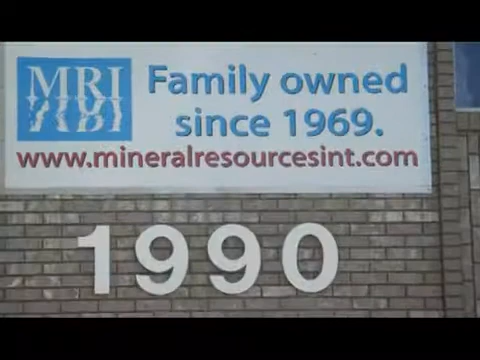 MRI
Family owned
since 1969.
www.mineralresourcesint.com
1990